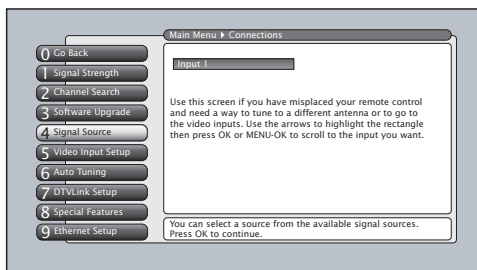 Main Menu ▸ Connections
0 Go Back
1 Signal Strength
2 Channel Search
3 Software Upgrade
4 Signal Source
5 Video Input Setup
6 Auto Tuning
7 DTVLink Setup
8 Special Features
9 Ethernet Setup
Input 1
Use this screen if you have misplaced your remote control
and need a way to tune to a different antenna or to go to
the video inputs. Use the arrows to highlight the rectangle
then press OK or MENU-OK to scroll to the input you want.
You can select a source from the available signal sources.
Press OK to continue.